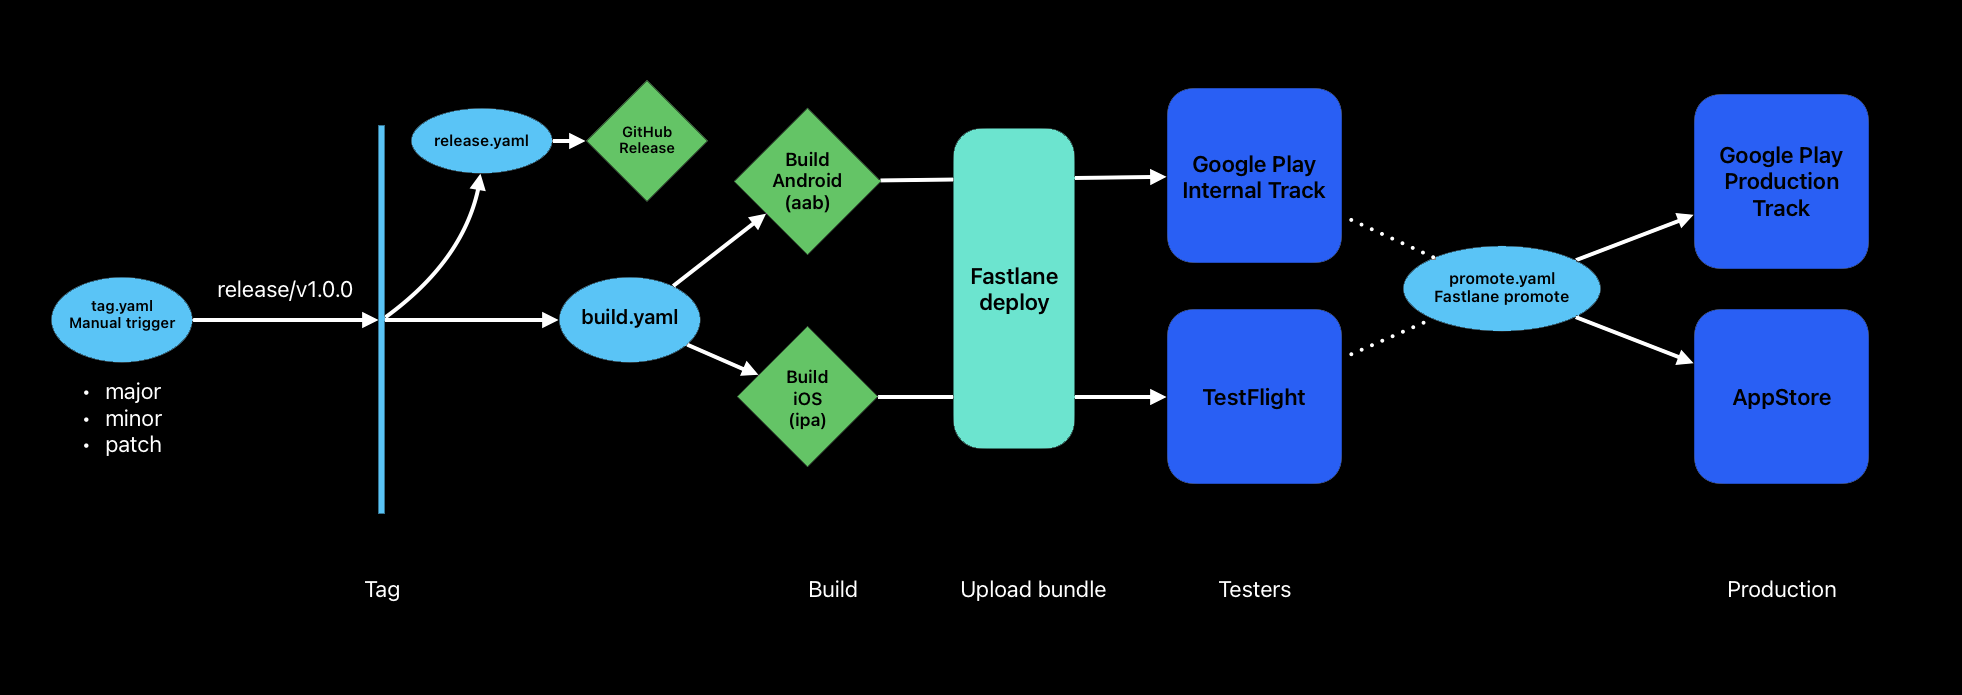 tag.yaml
Manual trigger
• major
• minor
• patch
release/v1.0.0
release.yaml
GitHub
Release
build.yaml
Build
Android
(aab)
Build
iOS
(ipa)
Fastlane
deploy
Google Play
Internal Track
TestFlight
promote.yaml
Fastlane promote
Google Play
Production
Track
AppStore
Tag
Build
Upload bundle
Testers
Production